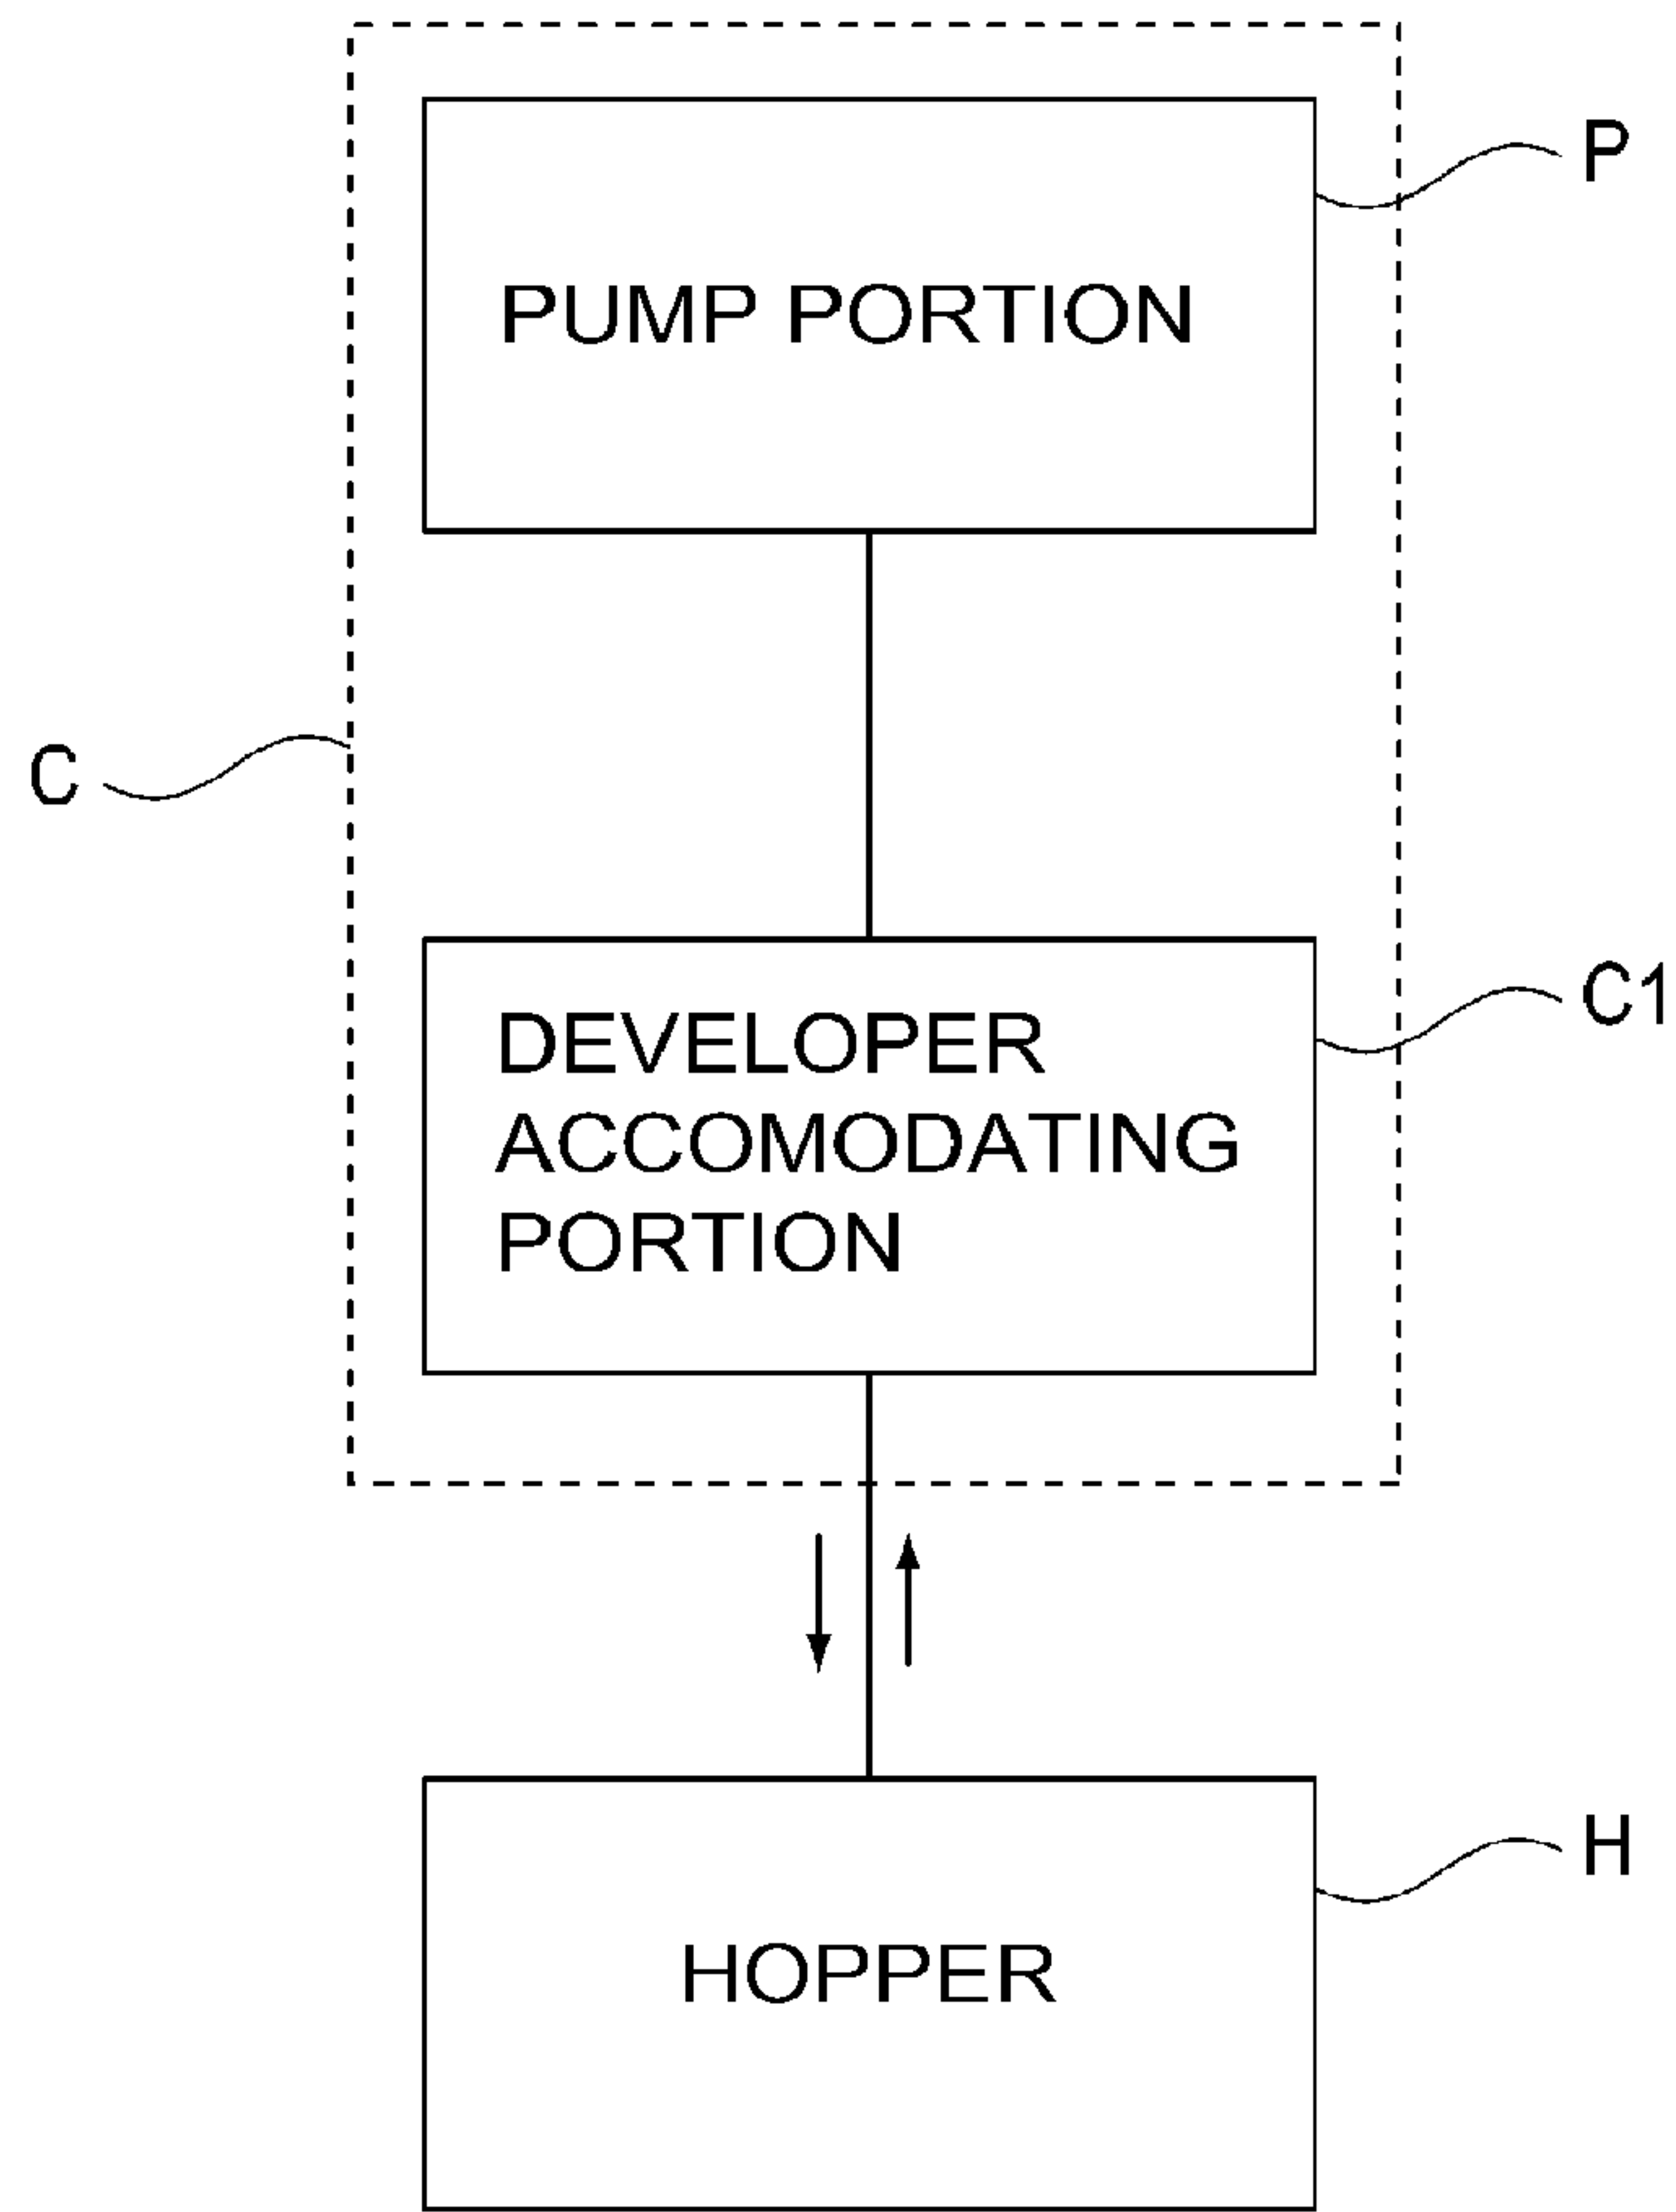 P
PUMP PORTION
C
C1
DEVELOPER
ACCOMODATING
PORTION
H
HOPPER